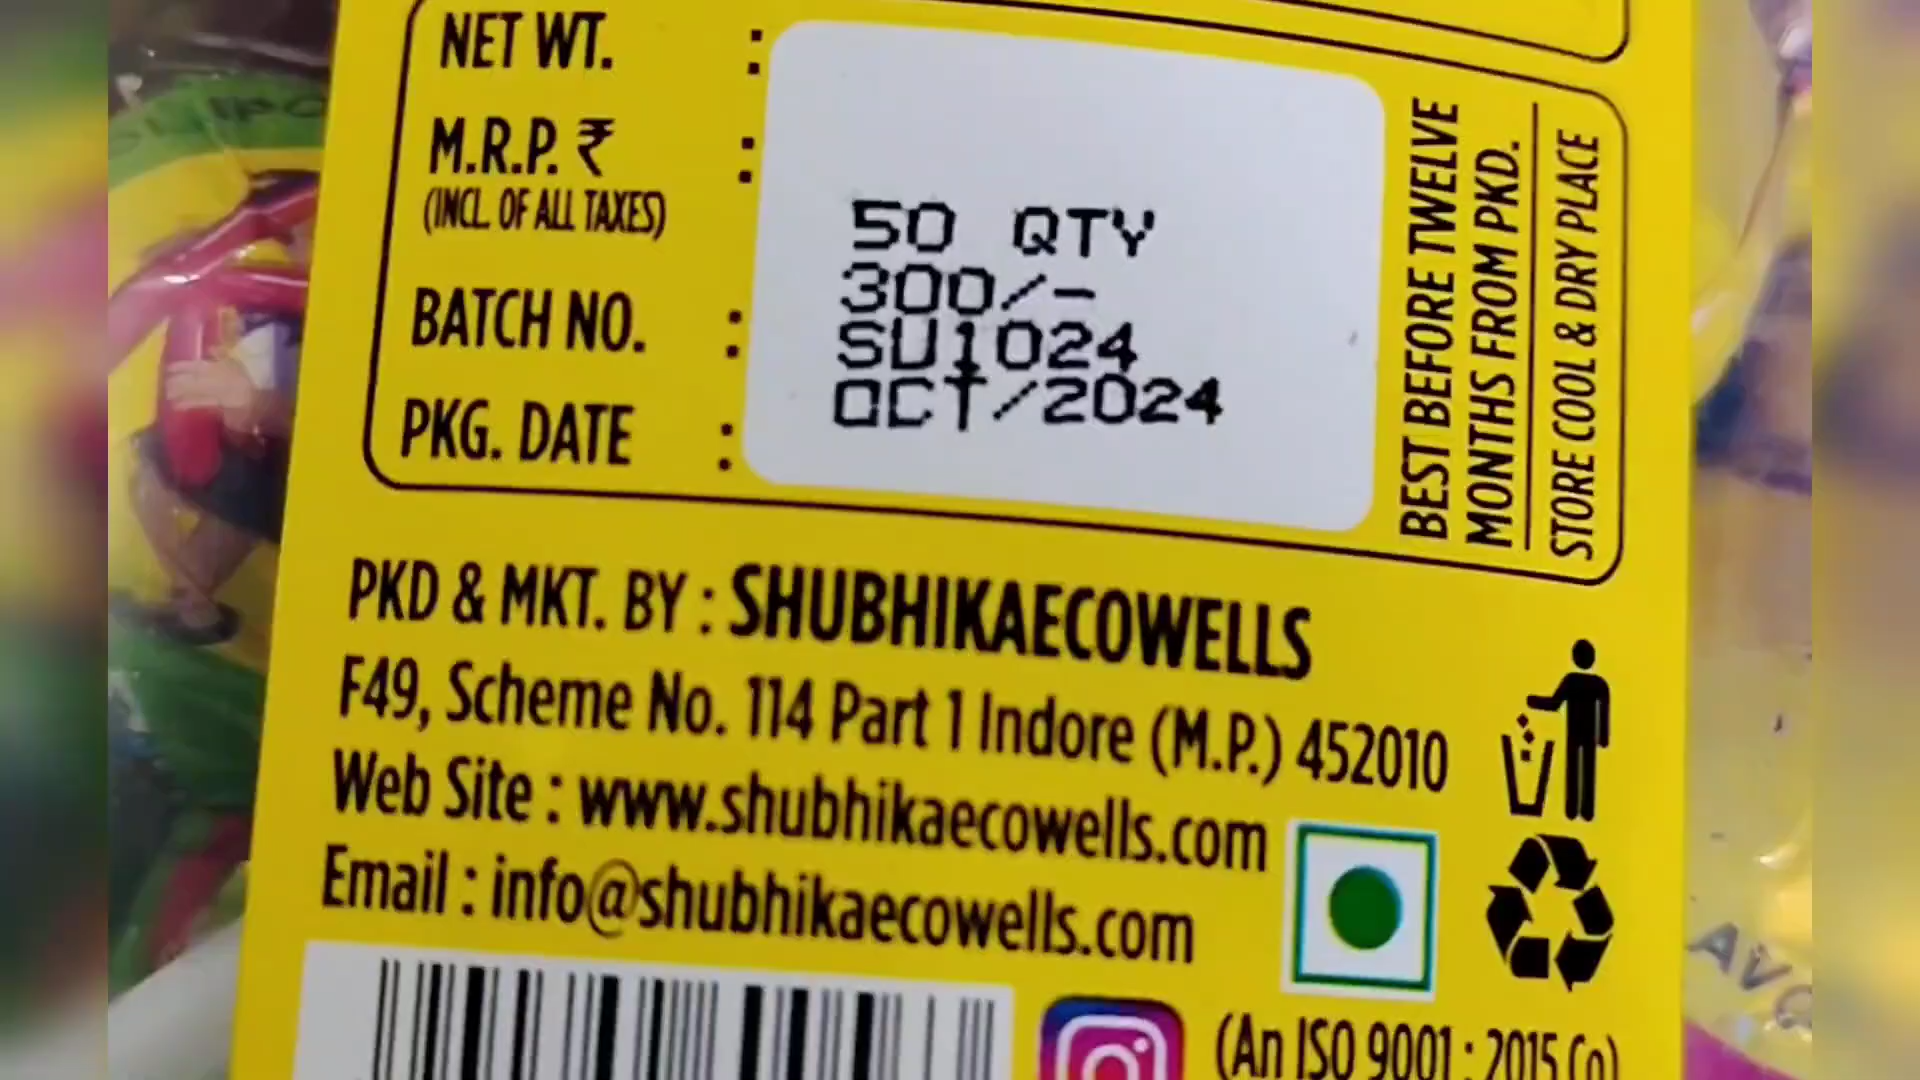 NET WT. :
M.R.P. ₹ :
(INCL. OF ALL TAXES)
BATCH NO. :
PKG. DATE :
50 QTY
300/-
SU1024
OCT/2024
BEST BEFORE TWELVE
MONTHS FROM PKD.
STORE COOL & DRY PLACE
PKD & MKT. BY : SHUBHIKAECOWELLS
F49, Scheme No. 114 Part 1 Indore (M.P.) 452010
Web Site : www.shubhikaecowells.com
Email : info@shubhikaecowells.com
(An ISO 9001 : 2015 Co)